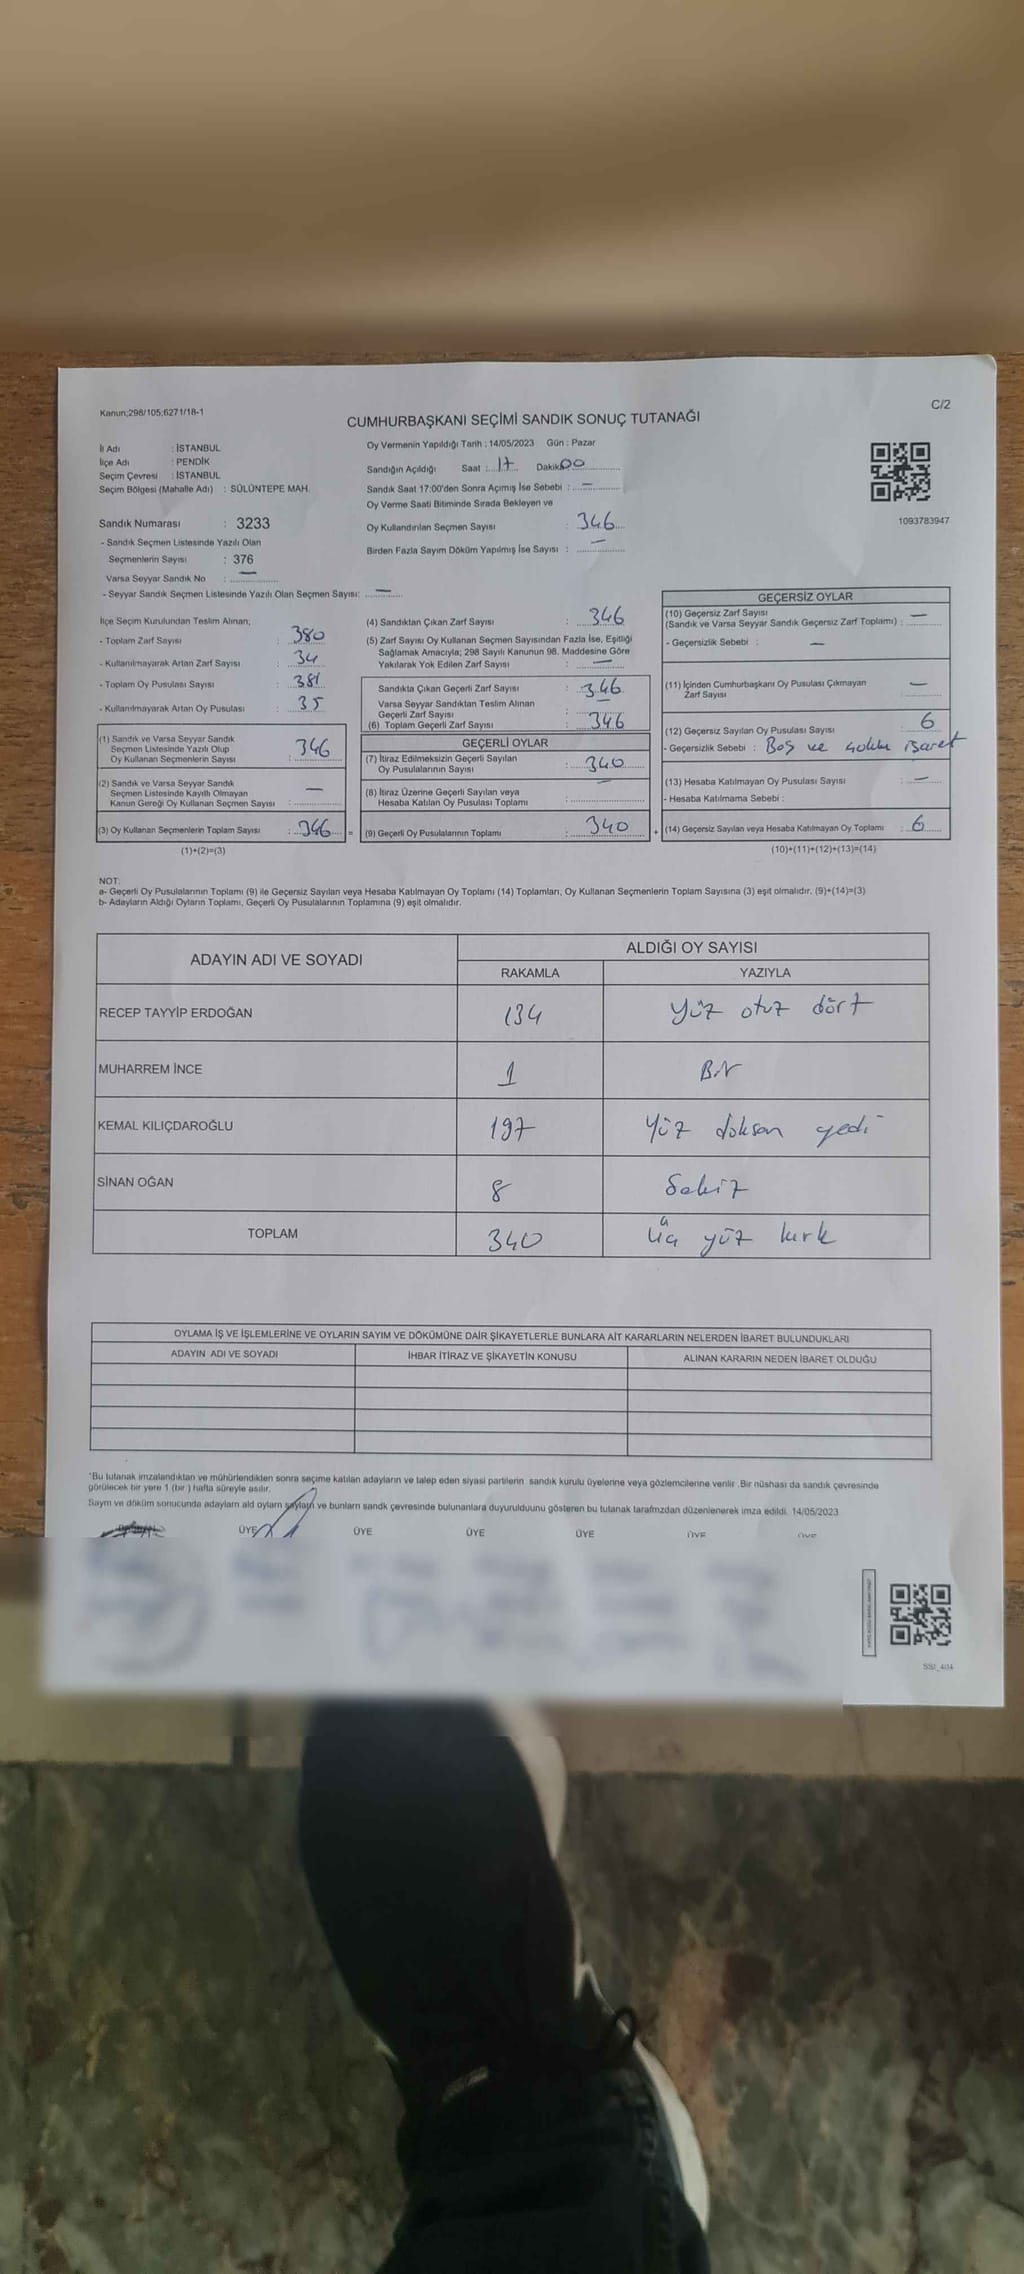 Kanun;298/105;6271/18-1
C/2
CUMHURBAŞKANI SEÇİMİ SANDIK SONUÇ TUTANAĞI
İl Adı : İSTANBUL
İlçe Adı : PENDİK
Seçim Çevresi : İSTANBUL
Seçim Bölgesi (Mahalle Adı) : SÜLÜNTEPE MAH.
Oy Vermenin Yapıldığı Tarih : 14/05/2023 Gün : Pazar
Sandığın Açıldığı Saat : 17 Dakika 00
Sandık Saat 17:00'den Sonra Açımış İse Sebebi : —
Oy Verme Saati Bitiminde Sırada Bekleyen ve
Oy Kullandırılan Seçmen Sayısı : 346
Birden Fazla Sayım Döküm Yapılmış İse Sayısı : —
1093783947
Sandık Numarası : 3233
- Sandık Seçmen Listesinde Yazılı Olan
Seçmenlerin Sayısı : 376
Varsa Seyyar Sandık No : —
- Seyyar Sandık Seçmen Listesinde Yazılı Olan Seçmen Sayısı: —
İlçe Seçim Kurulundan Teslim Alınan;
- Toplam Zarf Sayısı : 380
- Kullanılmayarak Artan Zarf Sayısı : 34
- Toplam Oy Pusulası Sayısı : 381
- Kullanılmayarak Artan Oy Pusulası : 35
(1) Sandık ve Varsa Seyyar Sandık
Seçmen Listesinde Yazılı Olup
Oy Kullanan Seçmenlerin Sayısı : 346
(2) Sandık ve Varsa Seyyar Sandık
Seçmen Listesinde Kayıtlı Olmayan
Kanun Gereği Oy Kullanan Seçmen Sayısı : —
(3) Oy Kullanan Seçmenlerin Toplam Sayısı : 346 =
(1)+(2)=(3)
(4) Sandıktan Çıkan Zarf Sayısı : 346
(5) Zarf Sayısı Oy Kullanan Seçmen Sayısından Fazla İse, Eşitliği
Sağlamak Amacıyla; 298 Sayılı Kanunun 98. Maddesine Göre
Yakılarak Yok Edilen Zarf Sayısı : —
Sandıkta Çıkan Geçerli Zarf Sayısı : 346
Varsa Seyyar Sandıktan Teslim Alınan
Geçerli Zarf Sayısı : —
(6) Toplam Geçerli Zarf Sayısı : 346
GEÇERLİ OYLAR
(7) İtiraz Edilmeksizin Geçerli Sayılan
Oy Pusulalarının Sayısı : 340
(8) İtiraz Üzerine Geçerli Sayılan veya
Hesaba Katılan Oy Pusulası Toplamı : —
(9) Geçerli Oy Pusulalarının Toplamı : 340 +
GEÇERSİZ OYLAR
(10) Geçersiz Zarf Sayısı
(Sandık ve Varsa Seyyar Sandık Geçersiz Zarf Toplamı) : —
- Geçersizlik Sebebi : —
(11) İçinden Cumhurbaşkanı Oy Pusulası Çıkmayan
Zarf Sayısı : —
(12) Geçersiz Sayılan Oy Pusulası Sayısı : 6
- Geçersizlik Sebebi : Boş ve işaret
(13) Hesaba Katılmayan Oy Pusulası Sayısı : —
- Hesaba Katılmama Sebebi :
(14) Geçersiz Sayılan veya Hesaba Katılmayan Oy Toplamı : 6
(10)+(11)+(12)+(13)=(14)
NOT:
a- Geçerli Oy Pusulalarının Toplamı (9) ile Geçersiz Sayılan veya Hesaba Katılmayan Oy Toplamı (14) Toplamları, Oy Kullanan Seçmenlerin Toplam Sayısına (3) eşit olmalıdır. (9)+(14)=(3)
b- Adayların Aldığı Oyların Toplamı, Geçerli Oy Pusulalarının Toplamına (9) eşit olmalıdır.
ADAYIN ADI VE SOYADI
ALDIĞI OY SAYISI
RAKAMLA YAZIYLA
RECEP TAYYİP ERDOĞAN 134 Yüz otuz dört
MUHARREM İNCE 1 Bir
KEMAL KILIÇDAROĞLU 197 Yüz doksan yedi
SİNAN OĞAN 8 Sekiz
TOPLAM 340 Üç yüz kırk
OYLAMA İŞ VE İŞLEMLERİNE VE OYLARIN SAYIM VE DÖKÜMÜNE DAİR ŞİKAYETLERLE BUNLARA AİT KARARLARIN NELERDEN İBARET BULUNDUKLARI
ADAYIN ADI VE SOYADI İHBAR İTİRAZ VE ŞİKAYETİN KONUSU ALINAN KARARIN NEDEN İBARET OLDUĞU
*Bu tutanak imzalandıktan ve mühürlendikten sonra seçime katılan adayların ve talep eden siyasi partilerin sandık kurulu üyelerine veya gözlemcilerine verilir. Bir nüshası da sandık çevresinde
görülecek bir yere 1 (bir) hafta süreyle asılır.
Sayım ve döküm sonucunda adayların ald oyların sayıları ve bunların sandk çevresinde bulunanlara duyurulduunu gösteren bu tutanak tarafmzdan düzenlenerek imza edildi. 14/05/2023
ÜYE ÜYE ÜYE ÜYE ÜYE ÜYE
SSI_404